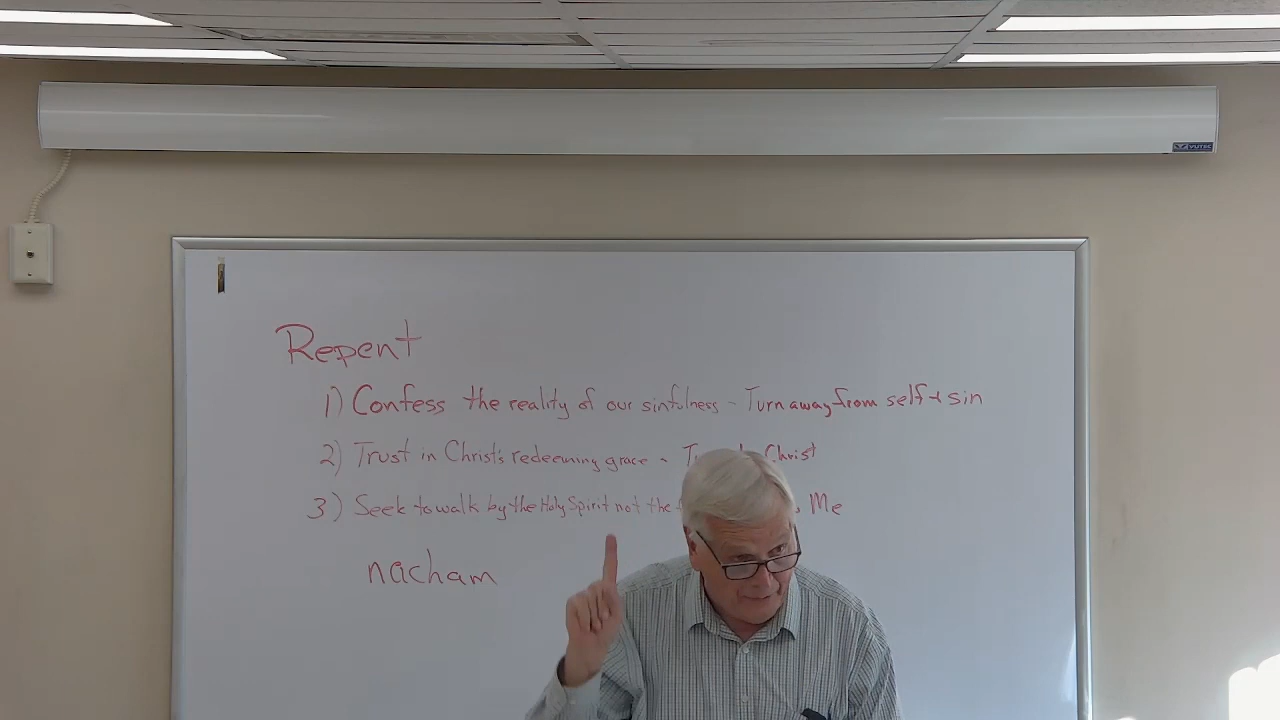 VUTEC
Repent
1) Confess the reality of our sinfulness - Turn away from self & sin
2) Trust in Christ's redeeming grace - Christ
3) Seek to walk by the Holy Spirit not the Me
nacham